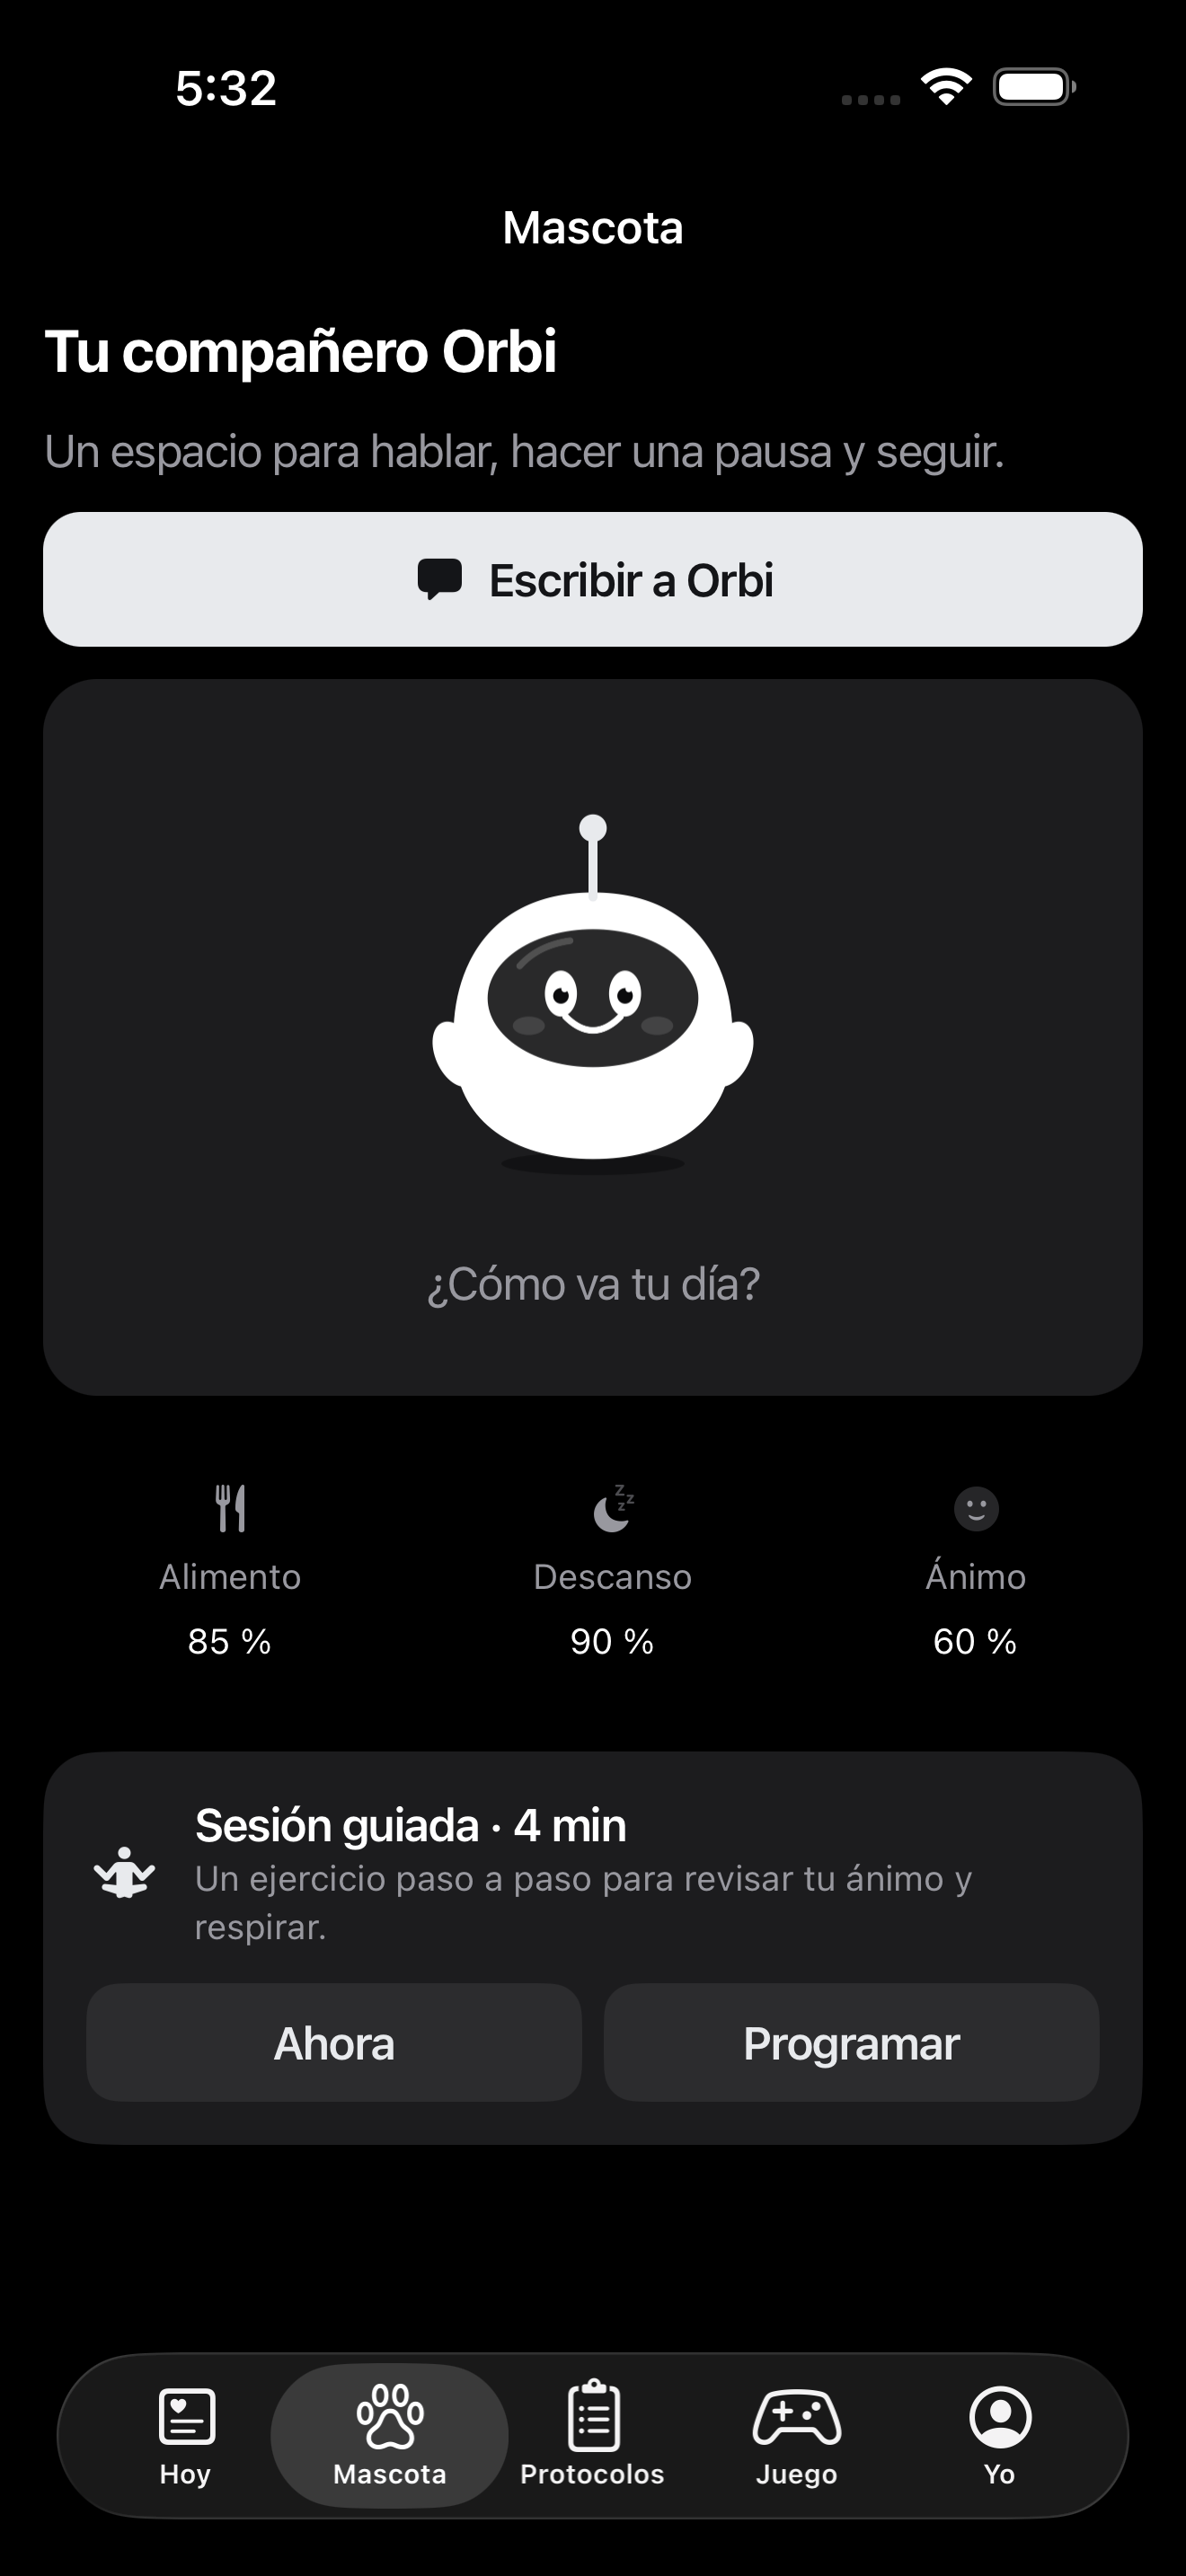 5:32
Mascota
Tu compañero Orbi
Un espacio para hablar, hacer una pausa y seguir.
Escribir a Orbi
¿Cómo va tu día?
Alimento
85 %
Descanso
90 %
Ánimo
60 %
Sesión guiada · 4 min
Un ejercicio paso a paso para revisar tu ánimo y
respirar.
Ahora
Programar
Hoy
Mascota
Protocolos
Juego
Yo